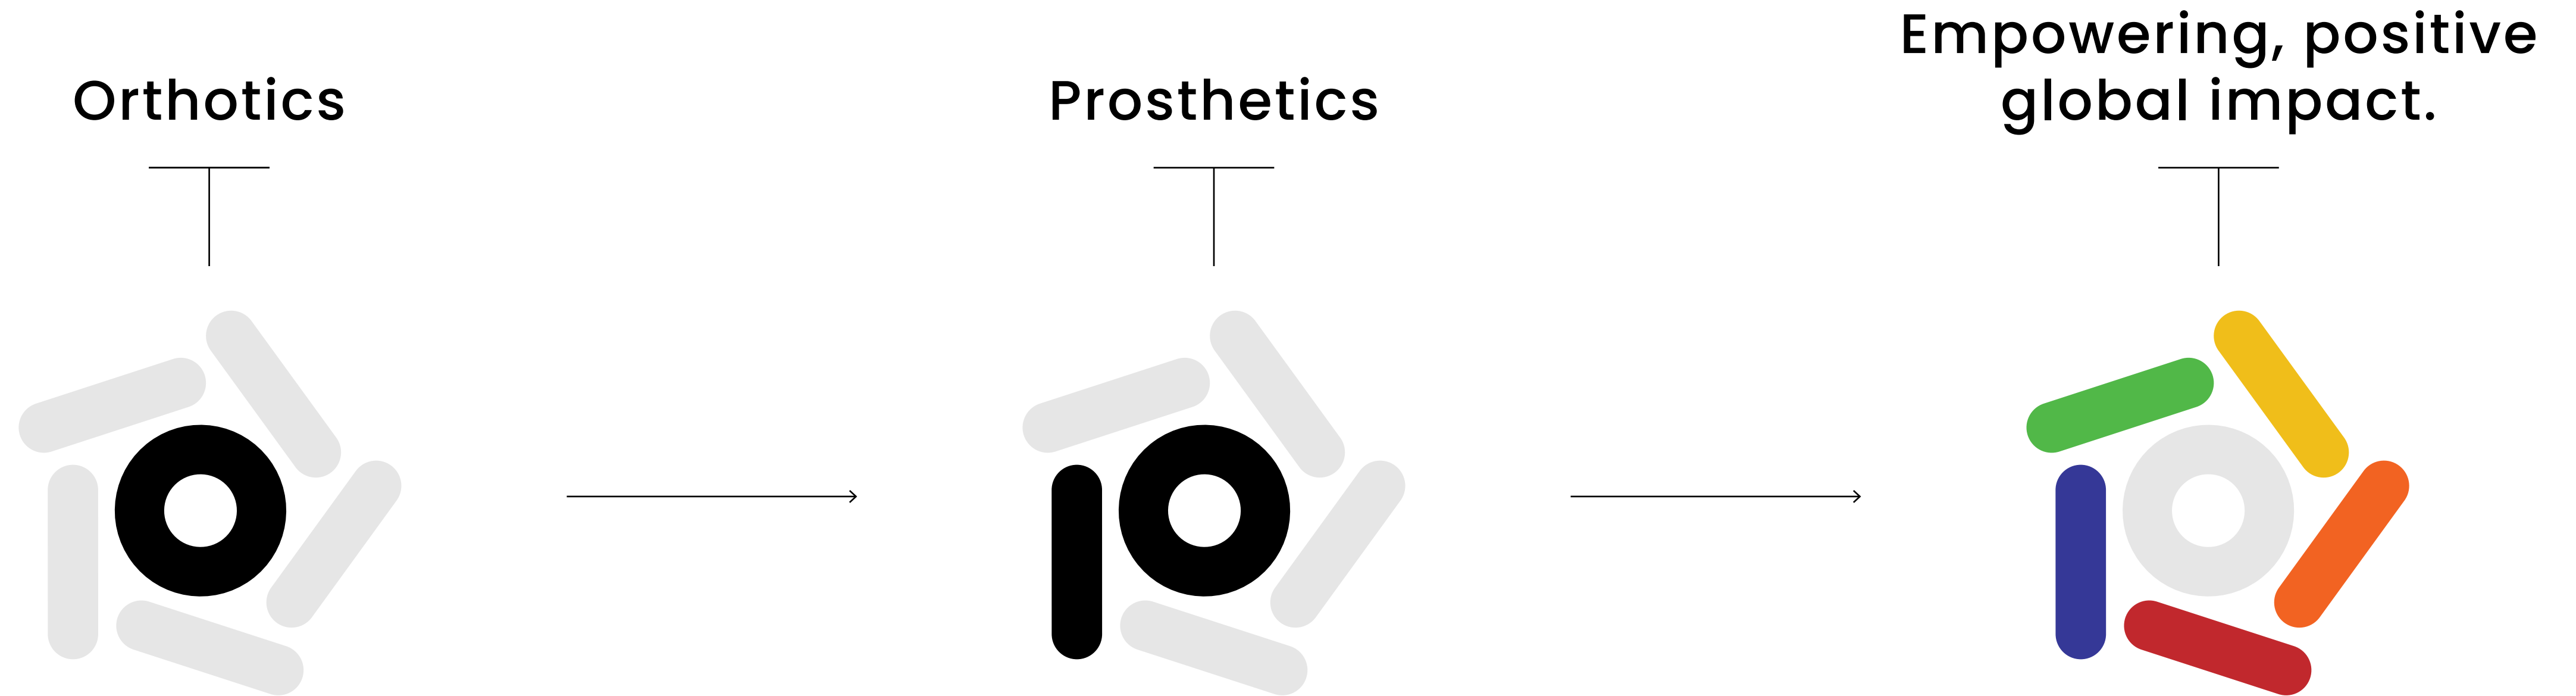 Orthotics
Prosthetics
Empowering, positive
global impact.